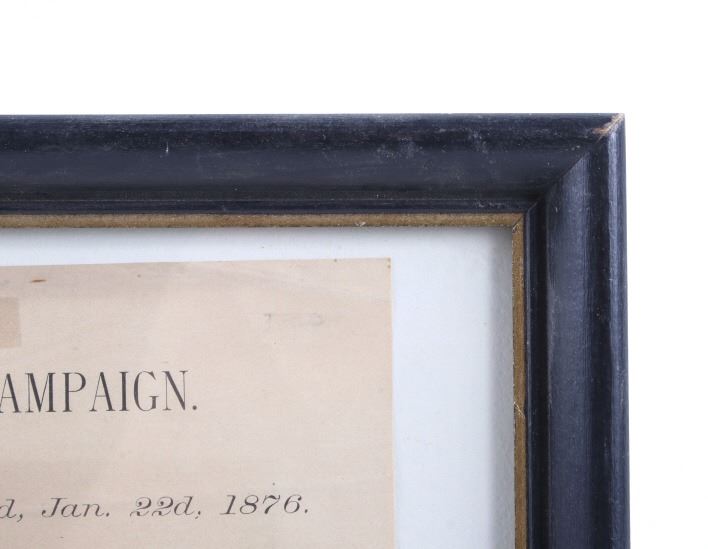 AMPAIGN.
d, Jan. 22d, 1876.